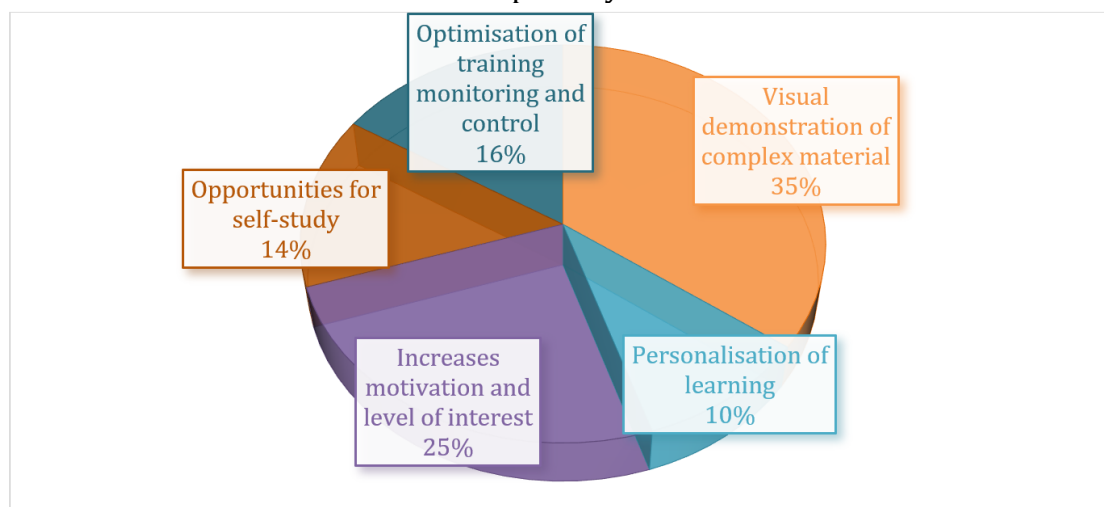 Optimisation of
training
monitoring and
control
16%
Visual
demonstration of
complex material
35%
Opportunities for
self-study
14%
Increases
motivation and
level of interest
25%
Personalisation of
learning
10%